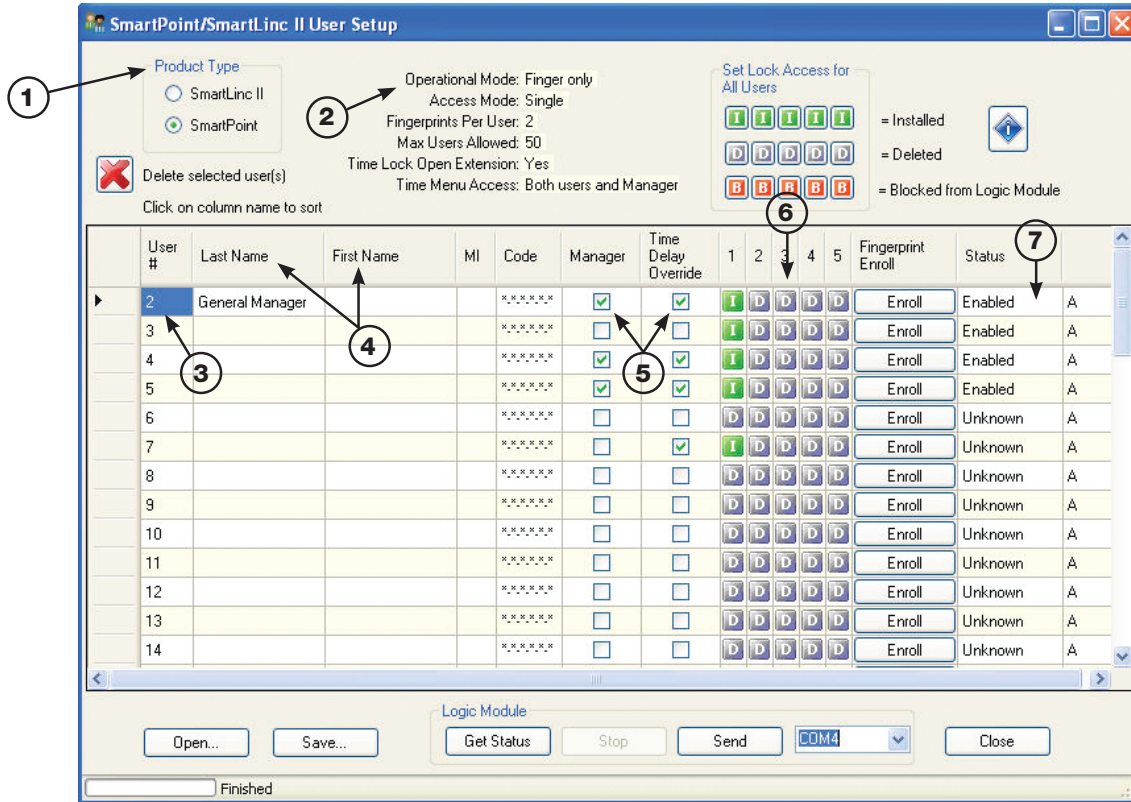 SmartPoint/SmartLinc II User Setup
1
Product Type
SmartLinc II
SmartPoint
2
Operational Mode: Finger only
Access Mode: Single
Fingerprints Per User: 2
Max Users Allowed: 50
Time Lock Open Extension: Yes
Time Menu Access: Both users and Manager
Set Lock Access for
All Users
I I I I I = Installed
D D D D D = Deleted
B B B B B = Blocked from Logic Module
Delete selected user(s)
Click on column name to sort
6
7
User # Last Name First Name MI Code Manager Time Delay Override 1 2 3 4 5 Fingerprint Enroll Status
2 General Manager ****** I D D D D Enroll Enabled A
3 ****** I D D D D Enroll Enabled A
4 ****** I D D D D Enroll Enabled A
5 ****** I D D D D Enroll Enabled A
6 ****** D D D D D Enroll Unknown A
7 ****** I D D D D Enroll Unknown A
8 ****** D D D D D Enroll Unknown A
9 ****** D D D D D Enroll Unknown A
10 ****** D D D D D Enroll Unknown A
11 ****** D D D D D Enroll Unknown A
12 ****** D D D D D Enroll Unknown A
13 ****** D D D D D Enroll Unknown A
14 ****** D D D D D Enroll Unknown A
3
4
5
Logic Module
Open... Save... Get Status Stop Send COM4 Close
Finished